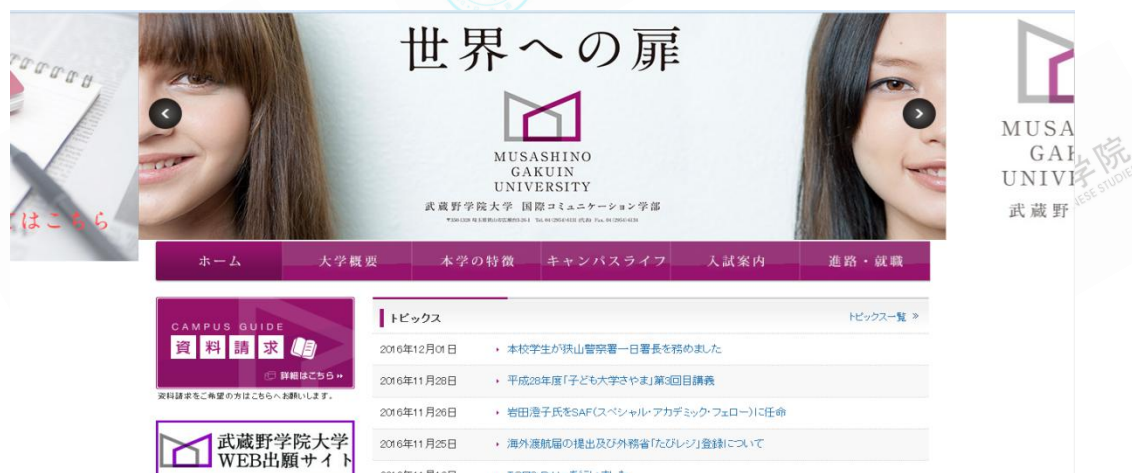 世界への扉
MUSASHINO
GAKUIN
UNIVERSITY
武蔵野学院大学 国際コミュニケーション学部
はこちら
MUSA
UNIV
武蔵野
ホーム 大学概要 本学の特徴 キャンパスライフ 入試案内 進路・就職
CAMPUS GUIDE
資料請求
詳細はこちら
資料請求をご希望の方はこちらへお願いします。
武蔵野学院大学
WEB出願サイト
トピックス
トピックス一覧 »
2016年12月01日 本校学生が狭山警察署一日署長を務めました
2016年11月28日 平成28年度「子ども大学さやま」第3回目講義
2016年11月26日 岩田澄子氏をSAF(スペシャル・アカデミック・フェロー)に任命
2016年11月25日 海外渡航届の提出及び外務省「たびレジ」登録について